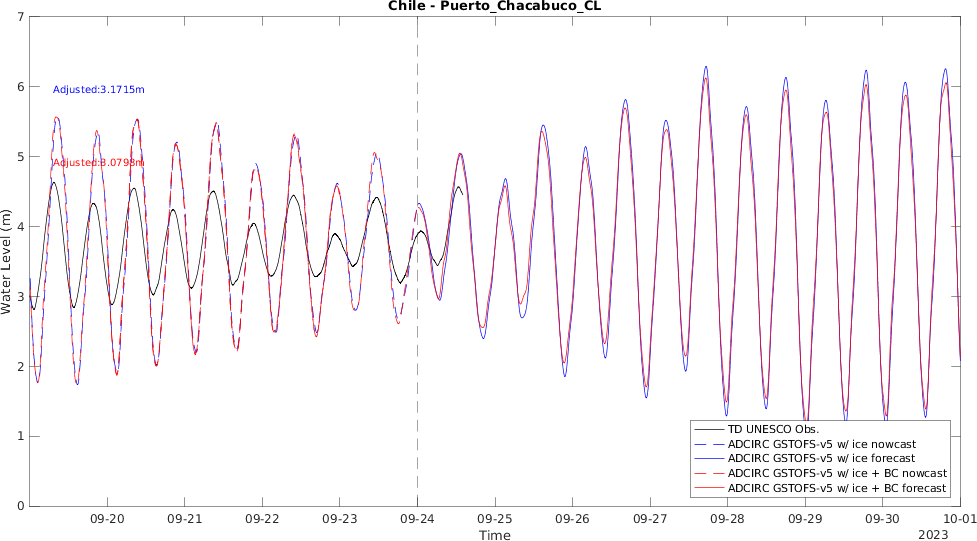 Chile - Puerto_Chacabuco_CL
7
6
5
4
3
2
1
0
Water Level (m)
Adjusted:3.1715m
Adjusted:3.0798m
TD UNESCO Obs.
ADCIRC GSTOFS-v5 w/ ice nowcast
ADCIRC GSTOFS-v5 w/ ice forecast
ADCIRC GSTOFS-v5 w/ ice + BC nowcast
ADCIRC GSTOFS-v5 w/ ice + BC forecast
09-20 09-21 09-22 09-23 09-24 09-25 09-26 09-27 09-28 09-29 09-30 10-01
Time
2023